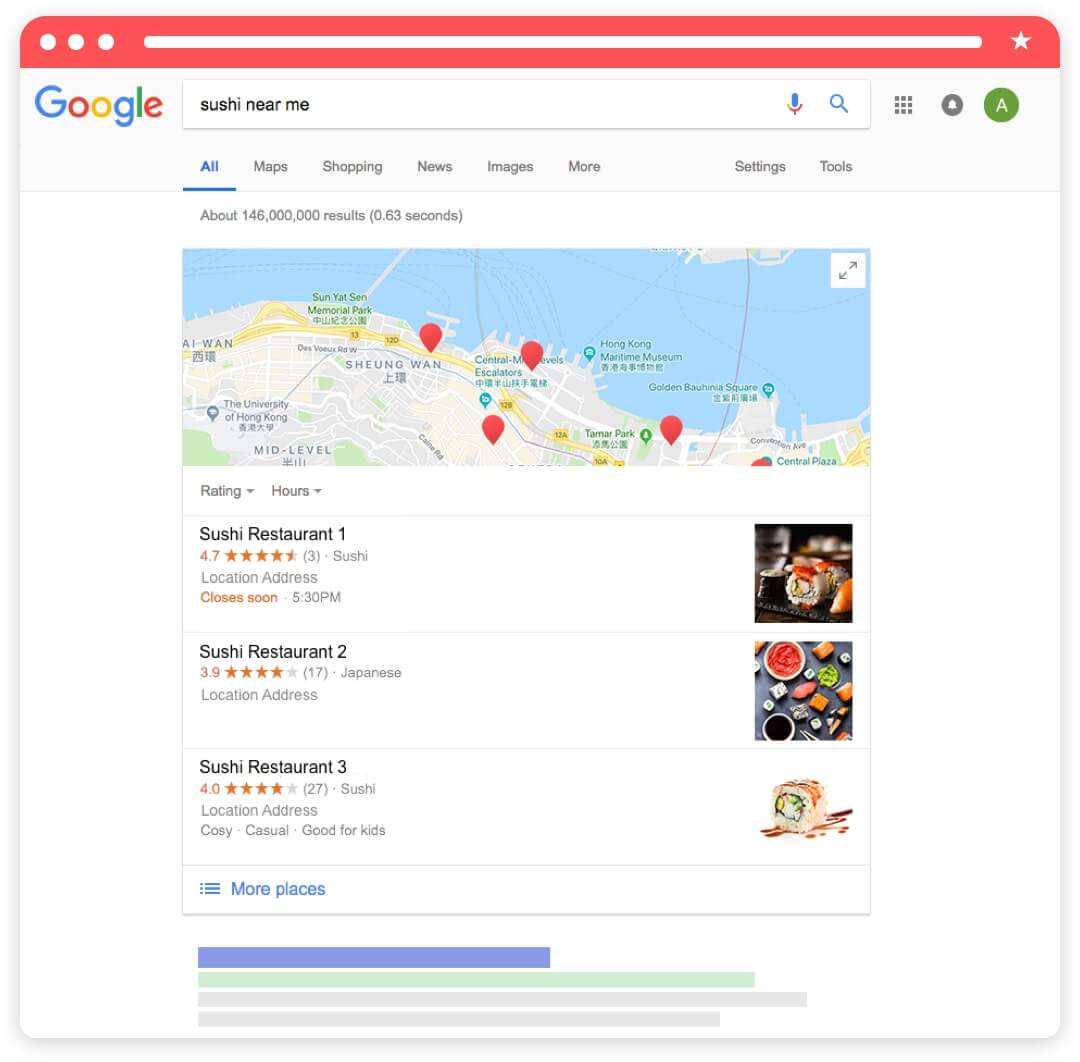 Google
sushi near me
A
All Maps Shopping News Images More Settings Tools
About 146,000,000 results (0.63 seconds)
Sun Yat Sen
Memorial Park
中山紀念公園
13
12D
AI WAN
西環
Des Voeux Rd W
SHEUNG WAN
上環
Central-Mi evels
Escalators
中環半山扶手電梯
Hong Kong
Maritime Museum
香港海事博物館
Golden Bauhinia Square
金紫荊廣場
The University
of Hong Kong
香港大學
12B
MID-LEVEL
半山
Caine Rd
12A
Tamar Park
添馬公園
10A
Convention Ave
Central Plaza
Rating Hours
Sushi Restaurant 1
4.7 (3) · Sushi
Location Address
Closes soon · 5:30PM
Sushi Restaurant 2
3.9 (17) · Japanese
Location Address
Sushi Restaurant 3
4.0 (27) · Sushi
Location Address
Cosy · Casual · Good for kids
More places